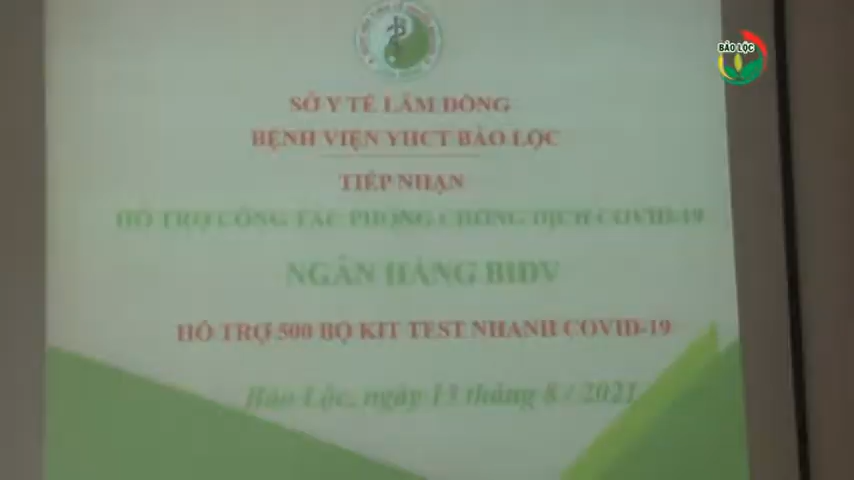 BẢO LỘC
SỞ Y TẾ LÂM ĐỒNG
BỆNH VIỆN YHCT BẢO LỘC
TIẾP NHẬN
HỖ TRỢ CÔNG TÁC PHÒNG CHỐNG DỊCH COVID-19
NGÂN HÀNG BIDV
HỖ TRỢ 500 BỘ KIT TEST NHANH COVID-19
Bảo Lộc, ngày 13 tháng 8 / 2021